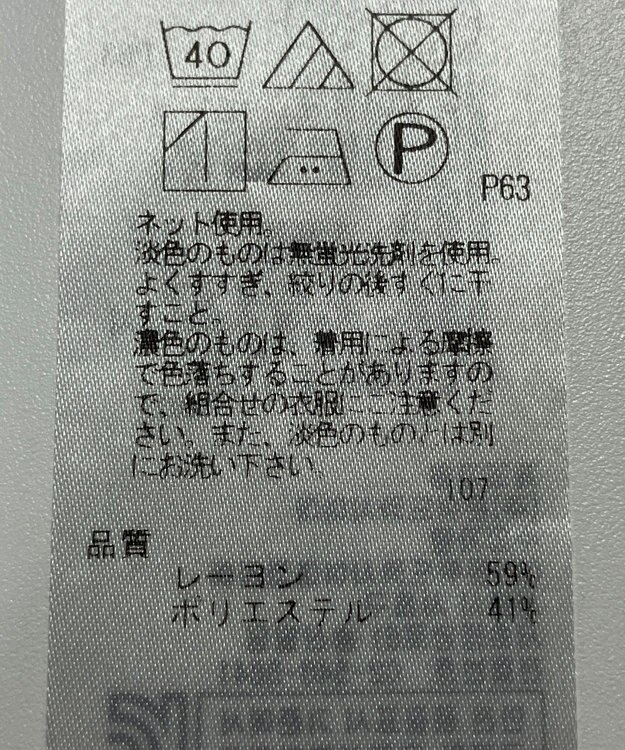 40
P
P63
ネット使用。
淡色のものは無蛍光洗剤を使用。
よくすすぎ、絞りの後すぐに干
すこと。
濃色のものは、着用による摩擦
で色落ちすることがありますの
で、組合せの衣服にご注意くだ
さい。また、淡色のものとは別
にお洗い下さい。
107
品質
レーヨン 59%
ポリエステル 41%